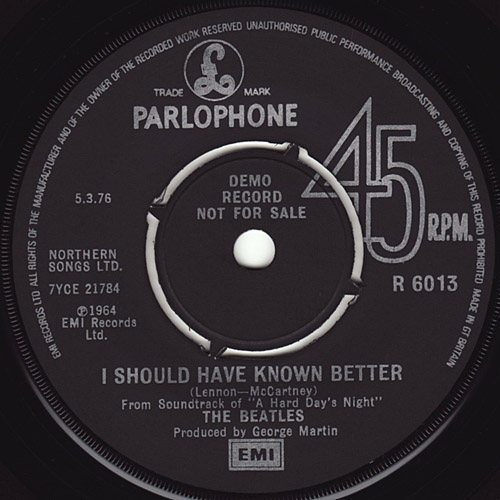 EMI RECORDS LTD ALL RIGHTS OF THE MANUFACTURER AND OF THE OWNER OF THE RECORDED WORK RESERVED UNAUTHORISED PUBLIC PERFORMANCE BROADCASTING AND COPYING OF THIS RECORD PROHIBITED MADE IN GT BRITAIN
£
TRADE MARK
PARLOPHONE
45
R.P.M.
DEMO
RECORD
NOT FOR SALE
5.3.76
NORTHERN
SONGS LTD.
7YCE 21784
℗1964
EMI Records
Ltd.
R 6013
I SHOULD HAVE KNOWN BETTER
(Lennon—McCartney)
From Soundtrack of "A Hard Day's Night"
THE BEATLES
Produced by George Martin
EMI